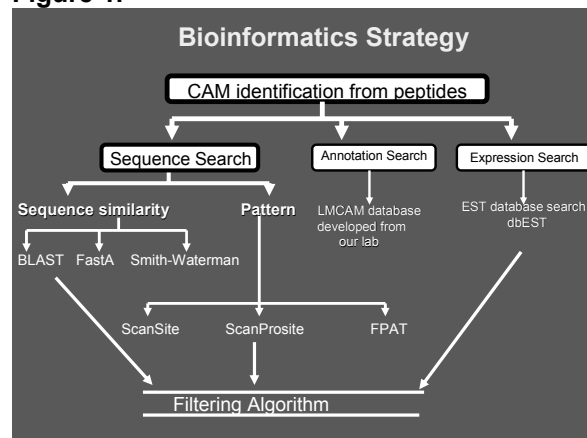 Figure 1.
Bioinformatics Strategy
CAM identification from peptides
Sequence Search
Annotation Search
Expression Search
Sequence similarity
Pattern
LMCAM database
developed from
our lab
EST database search
dbEST
BLAST
FastA
Smith-Waterman
ScanSite
ScanProsite
FPAT
Filtering Algorithm